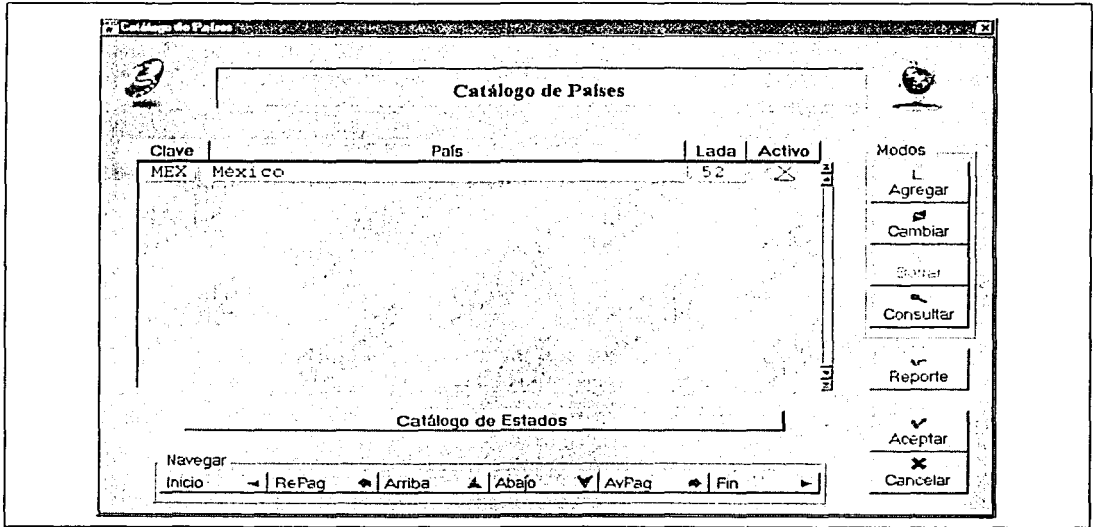 Catálogo de Países
Catálogo de Países
Clave País Lada Activo
MEX México 52
Modos
Agregar
Cambiar
Borrar
Consultar
Reporte
Catálogo de Estados
Aceptar
Cancelar
Navegar
Inicio RePag Arriba Abajo AvPag Fin